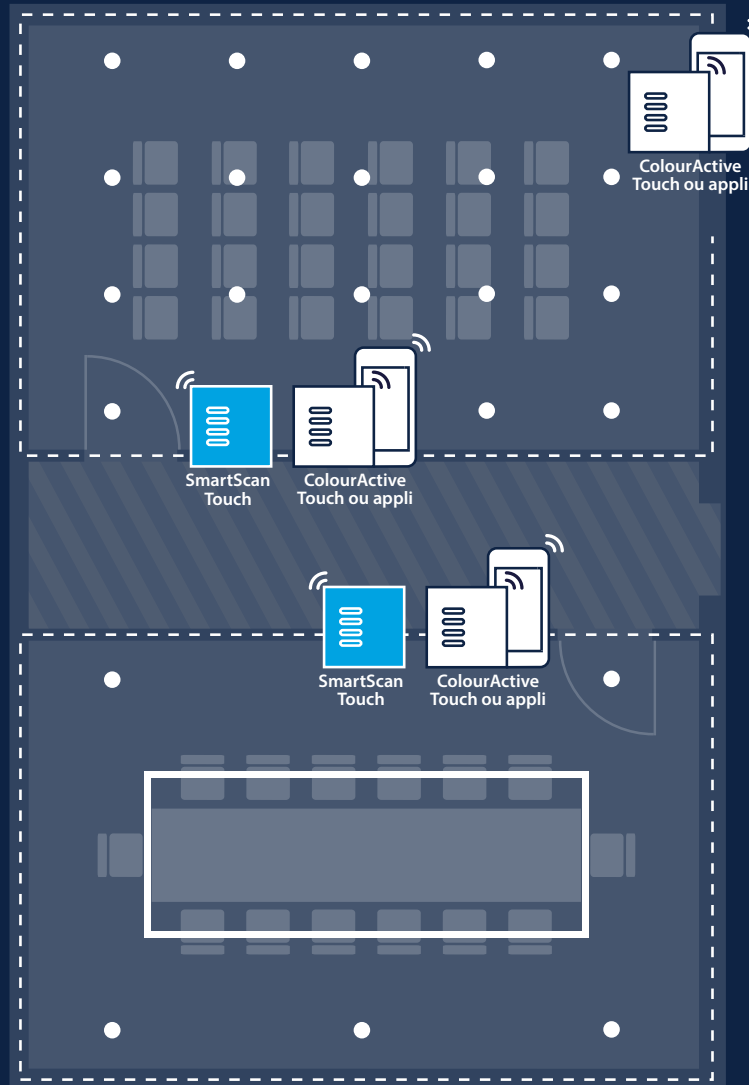 ColourActive
Touch ou appli
SmartScan
Touch
ColourActive
Touch ou appli
SmartScan
Touch
ColourActive
Touch ou appli